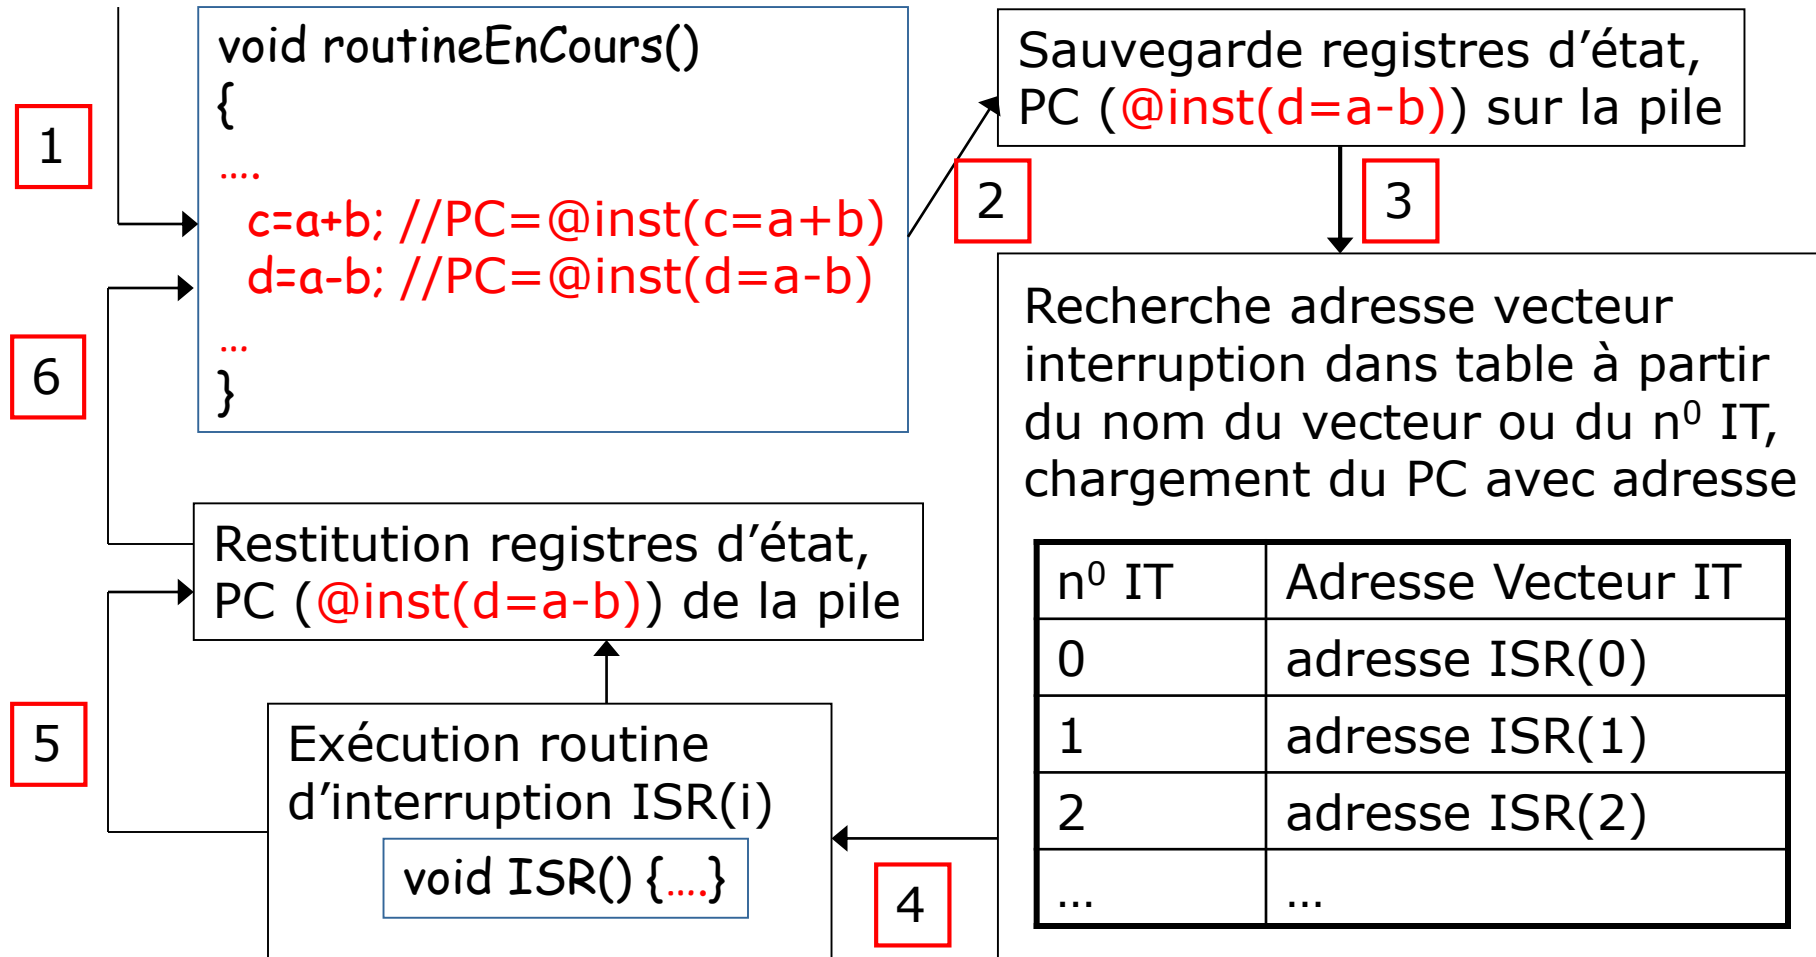 1
void routineEnCours()
{
....
c=a+b; //PC=@inst(c=a+b)
d=a-b; //PC=@inst(d=a-b)
...
}
2
Sauvegarde registres d’état,
PC (@inst(d=a-b)) sur la pile
3
Recherche adresse vecteur
interruption dans table à partir
du nom du vecteur ou du n⁰ IT,
chargement du PC avec adresse
n⁰ IT Adresse Vecteur IT
0 adresse ISR(0)
1 adresse ISR(1)
2 adresse ISR(2)
... ...
4
Exécution routine
d’interruption ISR(i)
void ISR() {....}
5
Restitution registres d’état,
PC (@inst(d=a-b)) de la pile
6